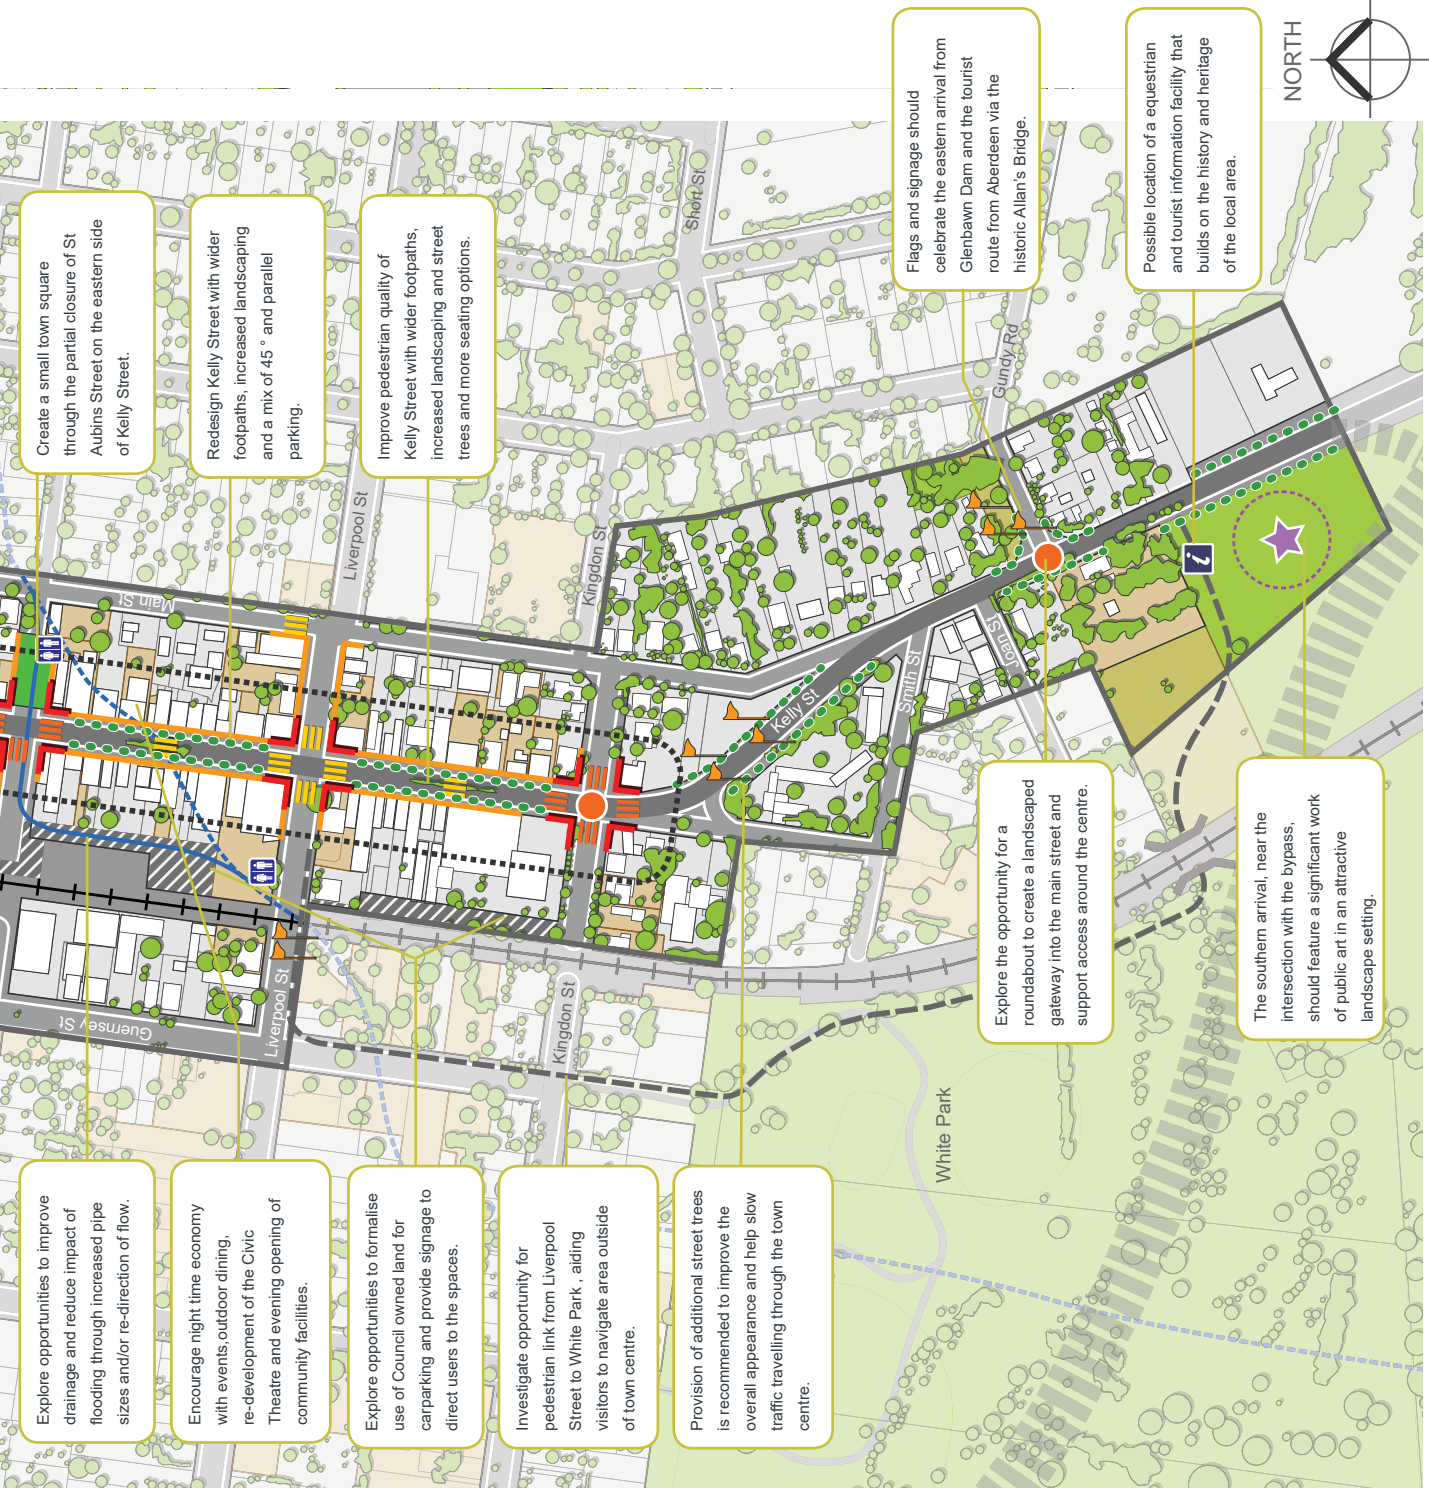 Create a small town square
through the partial closure of St
Aubins Street on the eastern side
of Kelly Street.
Redesign Kelly Street with wider
footpaths, increased landscaping
and a mix of 45 ° and parallel
parking.
Improve pedestrian quality of
Kelly Street with wider footpaths,
increased landscaping and street
trees and more seating options.
Flags and signage should
celebrate the eastern arrival from
Glenbawn Dam and the tourist
route from Aberdeen via the
historic Allan's Bridge.
Possible location of a equestrian
and tourist information facility that
builds on the history and heritage
of the local area.
NORTH
Short St
Gundy Rd
Liverpool St
Kingdon St
Main St
Kelly St
Smith St
Joan St
i
Guernsey St
Liverpool St
Kingdon St
White Park
Explore opportunities to improve
drainage and reduce impact of
flooding through increased pipe
sizes and/or re-direction of flow.
Encourage night time economy
with events,outdoor dining,
re-development of the Civic
Theatre and evening opening of
community facilities.
Explore opportunities to formalise
use of Council owned land for
carparking and provide signage to
direct users to the spaces.
Investigate opportunity for
pedestrian link from Liverpool
Street to White Park , aiding
visitors to navigate area outside
of town centre.
Provision of additional street trees
is recommended to improve the
overall appearance and help slow
traffic travelling through the town
centre.
Explore the opportunity for a
roundabout to create a landscaped
gateway into the main street and
support access around the centre.
The southern arrival, near the
intersection with the bypass,
should feature a significant work
of public art in an attractive
landscape setting.